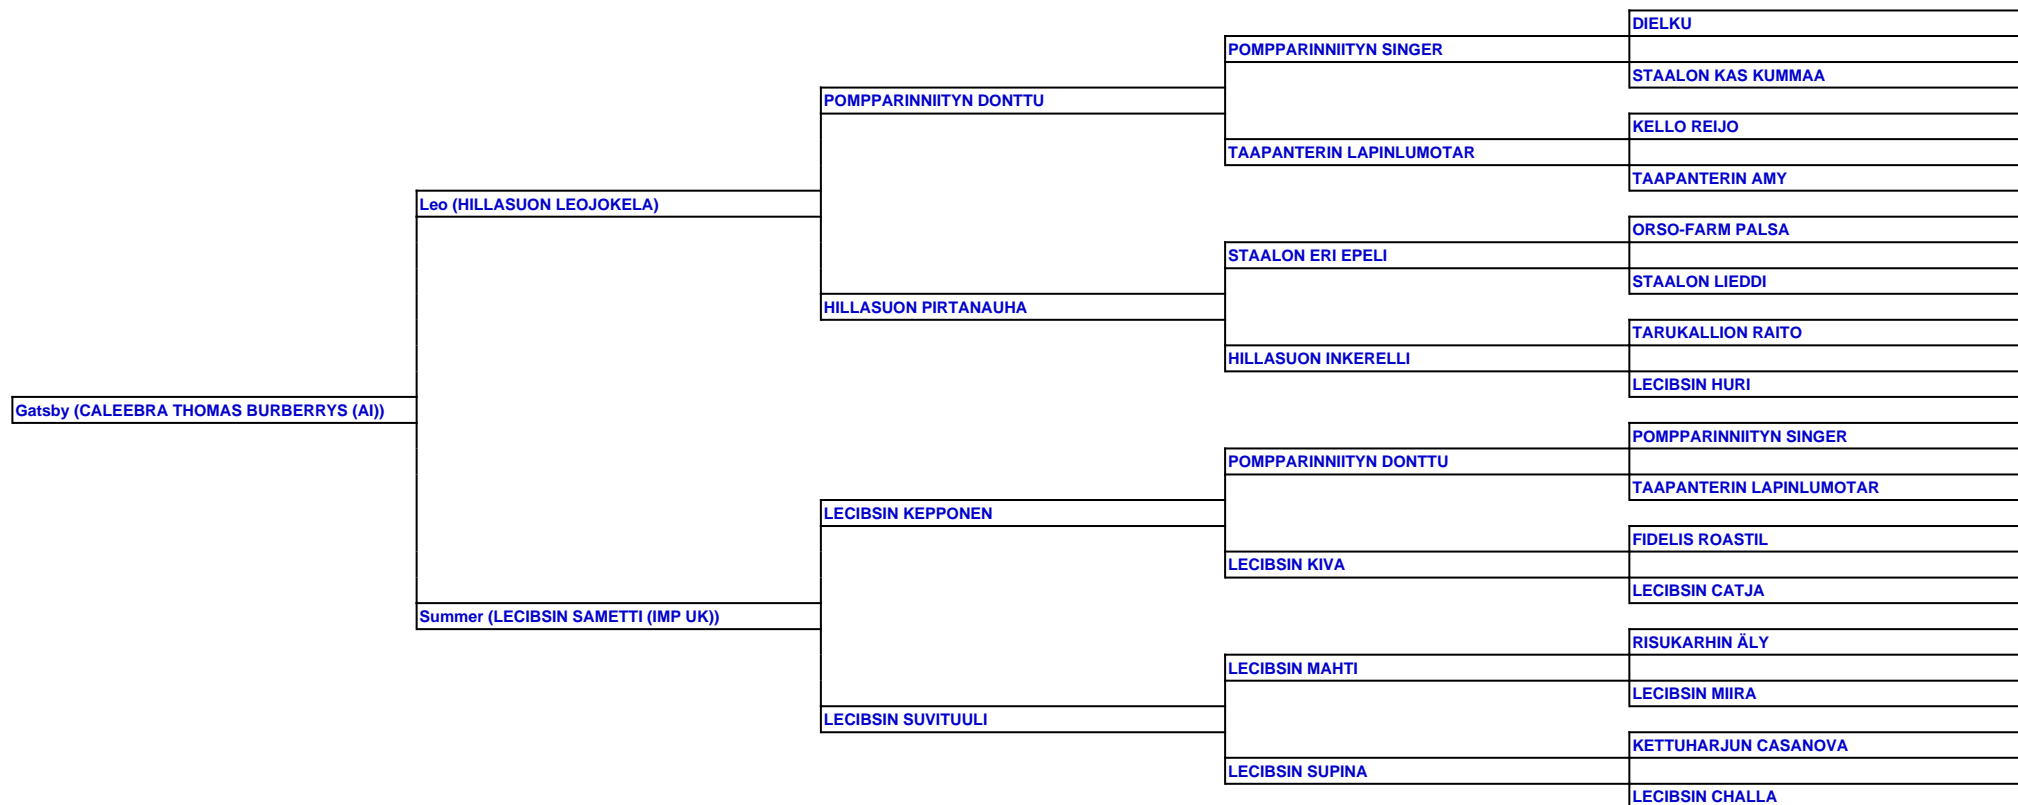 DIELKU
POMPPARINNIITYN SINGER
STAALON KAS KUMMAA
POMPPARINNIITYN DONTTU
KELLO REIJO
TAAPANTERIN LAPINLUMOTAR
TAAPANTERIN AMY
Leo (HILLASUON LEOJOKELA)
ORSO-FARM PALSA
STAALON ERI EPELI
STAALON LIEDDI
HILLASUON PIRTANAUHA
TARUKALLION RAITO
HILLASUON INKERELLI
LECIBSIN HURI
Gatsby (CALEEBRA THOMAS BURBERRYS (AI))
POMPPARINNIITYN SINGER
POMPPARINNIITYN DONTTU
TAAPANTERIN LAPINLUMOTAR
LECIBSIN KEPPONEN
FIDELIS ROASTIL
LECIBSIN KIVA
LECIBSIN CATJA
Summer (LECIBSIN SAMETTI (IMP UK))
RISUKARHIN ÄLY
LECIBSIN MAHTI
LECIBSIN MIIRA
LECIBSIN SUVITUULI
KETTUHARJUN CASANOVA
LECIBSIN SUPINA
LECIBSIN CHALLA